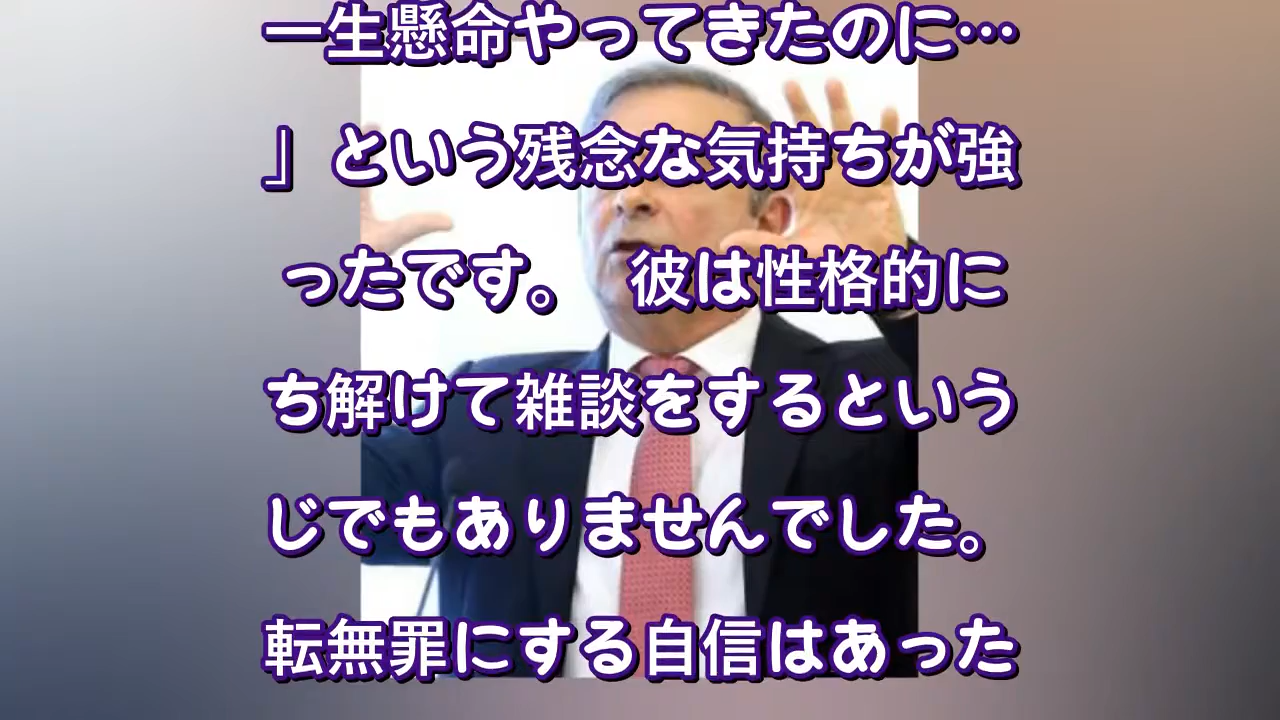 一生懸命やってきたのに…
」という残念な気持ちが強
ったです。　彼は性格的に
ち解けて雑談をするという
じでもありませんでした。
転無罪にする自信はあった